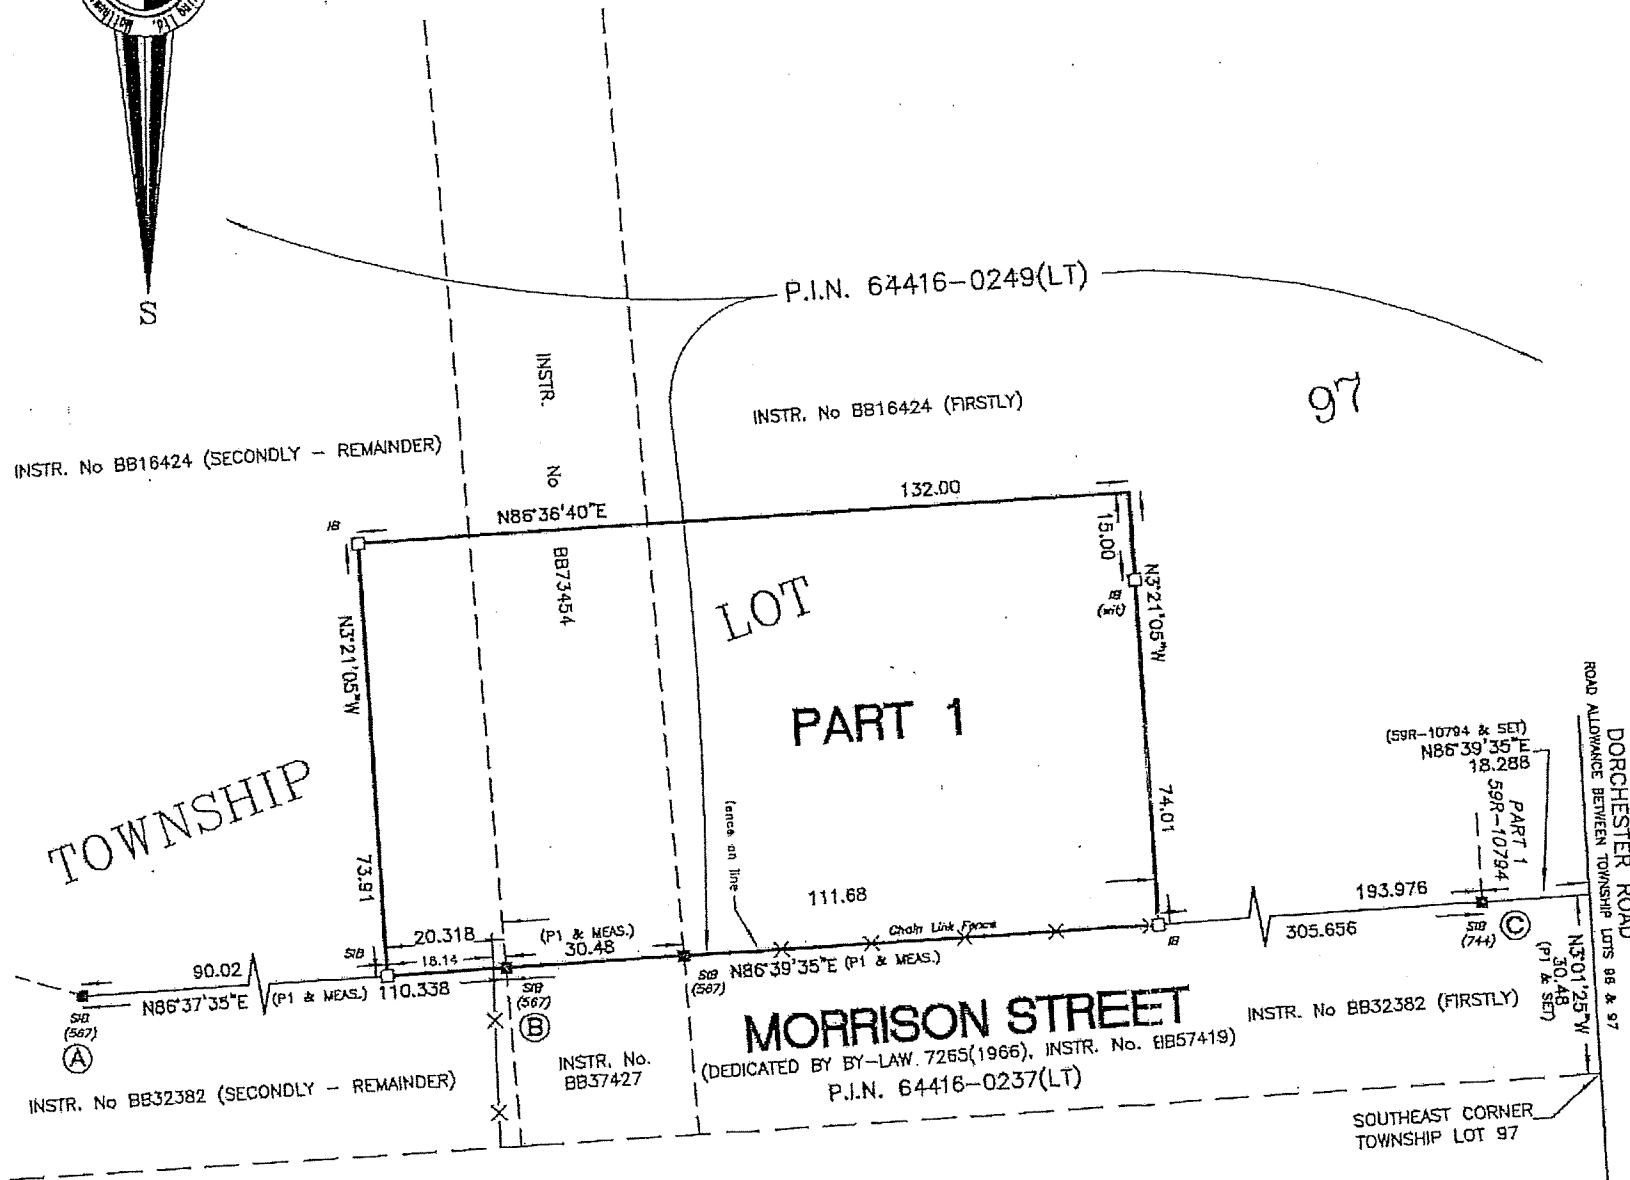 S
P.I.N. 64416-0249(LT)
97
INSTR. No BB16424 (FIRSTLY)
INSTR. No BB16424 (SECONDLY - REMAINDER)
INSTR. No BB73454
IB
N86°36'40"E
132.00
15.00
IB
(wit)
N3°21'05"W
74.01
N3°21'05"W
73.91
TOWNSHIP
LOT
PART 1
fence on line
111.68
Chain Link Fence
20.318
18.14
(P1 & MEAS.)
30.48
SIB
90.02
N86°37'35"E (P1 & MEAS.) 110.338
SIB
(567)
A
SIB
(567)
B
SIB
(567)
N86°39'35"E (P1 & MEAS.)
IB
193.976
305.656
SIB
(744)
C
(59R-10794 & SET)
N86°39'35"E
18.288
PART 1
59R-10794
DORCHESTER ROAD
ROAD ALLOWANCE BETWEEN TOWNSHIP LOTS 96 & 97
N3°01'25"W
30.48
(P1 & SET)
MORRISON STREET
(DEDICATED BY BY-LAW 7265(1966), INSTR. No. BB57419)
P.I.N. 64416-0237(LT)
INSTR. No BB32382 (FIRSTLY)
INSTR. No.
BB37427
INSTR. No BB32382 (SECONDLY - REMAINDER)
SOUTHEAST CORNER
TOWNSHIP LOT 97